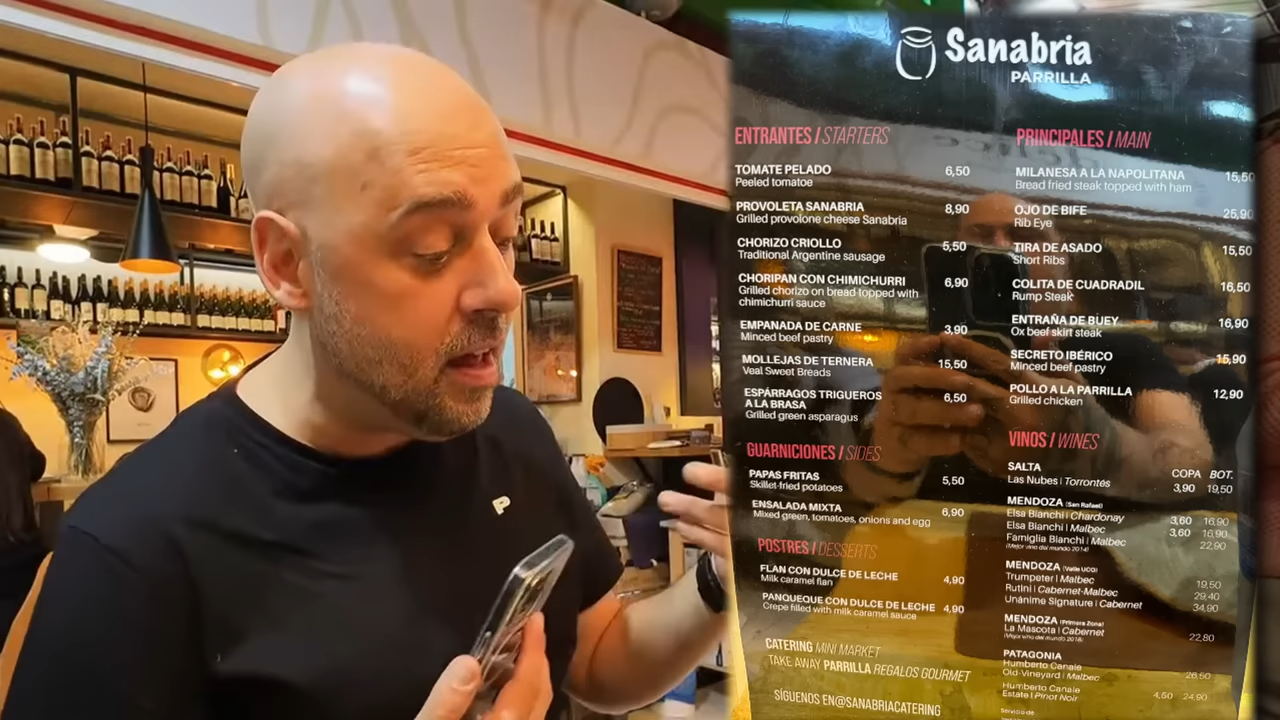 Sanabria
PARRILLA
ENTRANTES / STARTERS
TOMATE PELADO 6,50
Peeled tomatoe
PROVOLETA SANABRIA 8,90
Grilled provolone cheese Sanabria
CHORIZO CRIOLLO 5,50
Traditional Argentine sausage
CHORIPAN CON CHIMICHURRI 6,90
Grilled chorizo on bread topped with
chimichurri sauce
EMPANADA DE CARNE 3,90
Minced beef pastry
MOLLEJAS DE TERNERA 15,50
Veal Sweet Breads
ESPÁRRAGOS TRIGUEROS 6,50
A LA BRASA
Grilled green asparagus
GUARNICIONES / SIDES
PAPAS FRITAS 5,50
Skillet-fried potatoes
ENSALADA MIXTA 6,90
Mixed green, tomatoes, onions and egg
POSTRES / DESSERTS
FLAN CON DULCE DE LECHE 4,90
Milk caramel flan
PANQUEQUE CON DULCE DE LECHE 4,90
Crepe filled with milk caramel sauce
CATERING MINI MARKET
TAKE AWAY PARRILLA REGALOS GOURMET
SÍGUENOS EN@SANABRIACATERING
PRINCIPALES / MAIN
MILANESA A LA NAPOLITANA 15,50
Bread fried steak topped with ham
OJO DE BIFE 25,90
Rib Eye
TIRA DE ASADO 15,50
Short Ribs
COLITA DE CUADRADIL 16,50
Rump Steak
ENTRAÑA DE BUEY 16,90
Ox beef skirt steak
SECRETO IBÉRICO 15,90
Minced beef pastry
POLLO A LA PARRILLA 12,90
Grilled chicken
VINOS / WINES
SALTA COPA BOT.
Las Nubes | Torrontés 3,90 19,50
MENDOZA (San Rafael)
Elsa Bianchi | Chardonay 3,60 16,90
Elsa Bianchi | Malbec 3,60 16,90
Famiglia Bianchi | Malbec 22,90
(Mejor vino del mundo 2014)
MENDOZA (Valle UCO)
Trumpeter | Malbec 19,50
Rutini | Cabernet-Malbec 29,40
Unánime Signature | Cabernet 34,90
MENDOZA (Primera Zona)
La Mascota | Cabernet 22,80
(Mejor vino del mundo 2018)
PATAGONIA
Humberto Canale
Old-Vineyard | Malbec 26,50
Humberto Canale
Estate | Pinot Noir 4,50 24,90
Servicio de
P